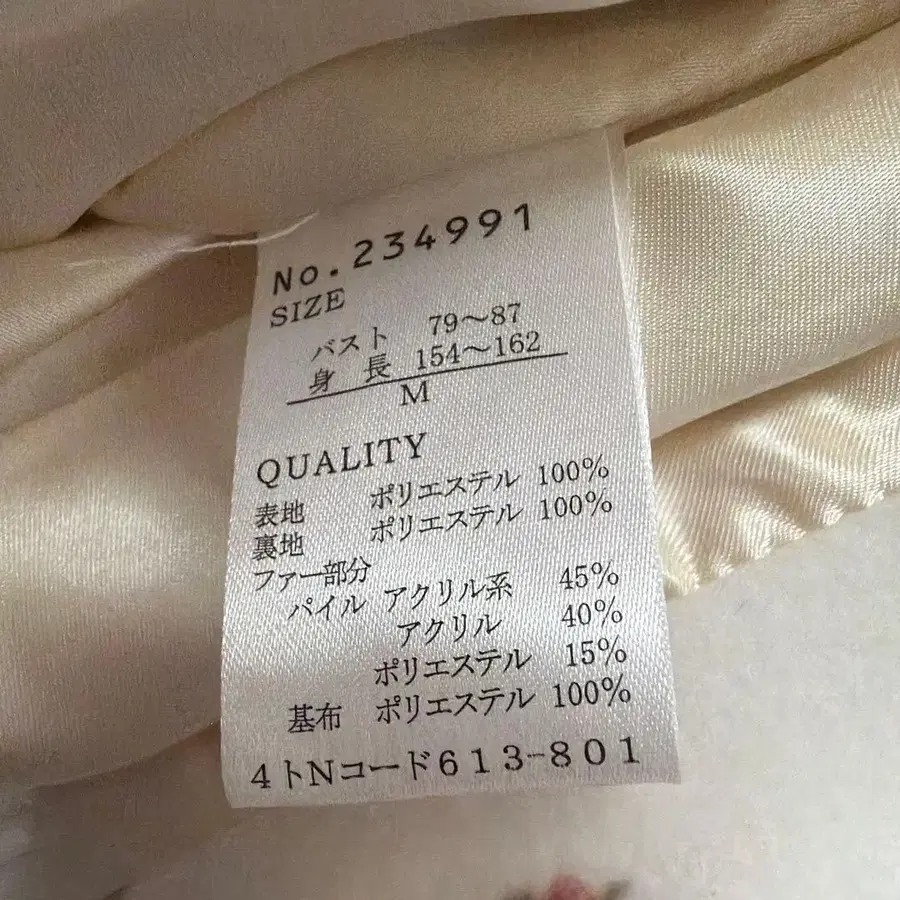 No.234991
SIZE
バスト 79～87
身 長 154～162
M
QUALITY
表地 ポリエステル 100%
裏地 ポリエステル 100%
ファー部分
パイル アクリル系 45%
アクリル 40%
ポリエステル 15%
基布 ポリエステル 100%
4トNコード613-801